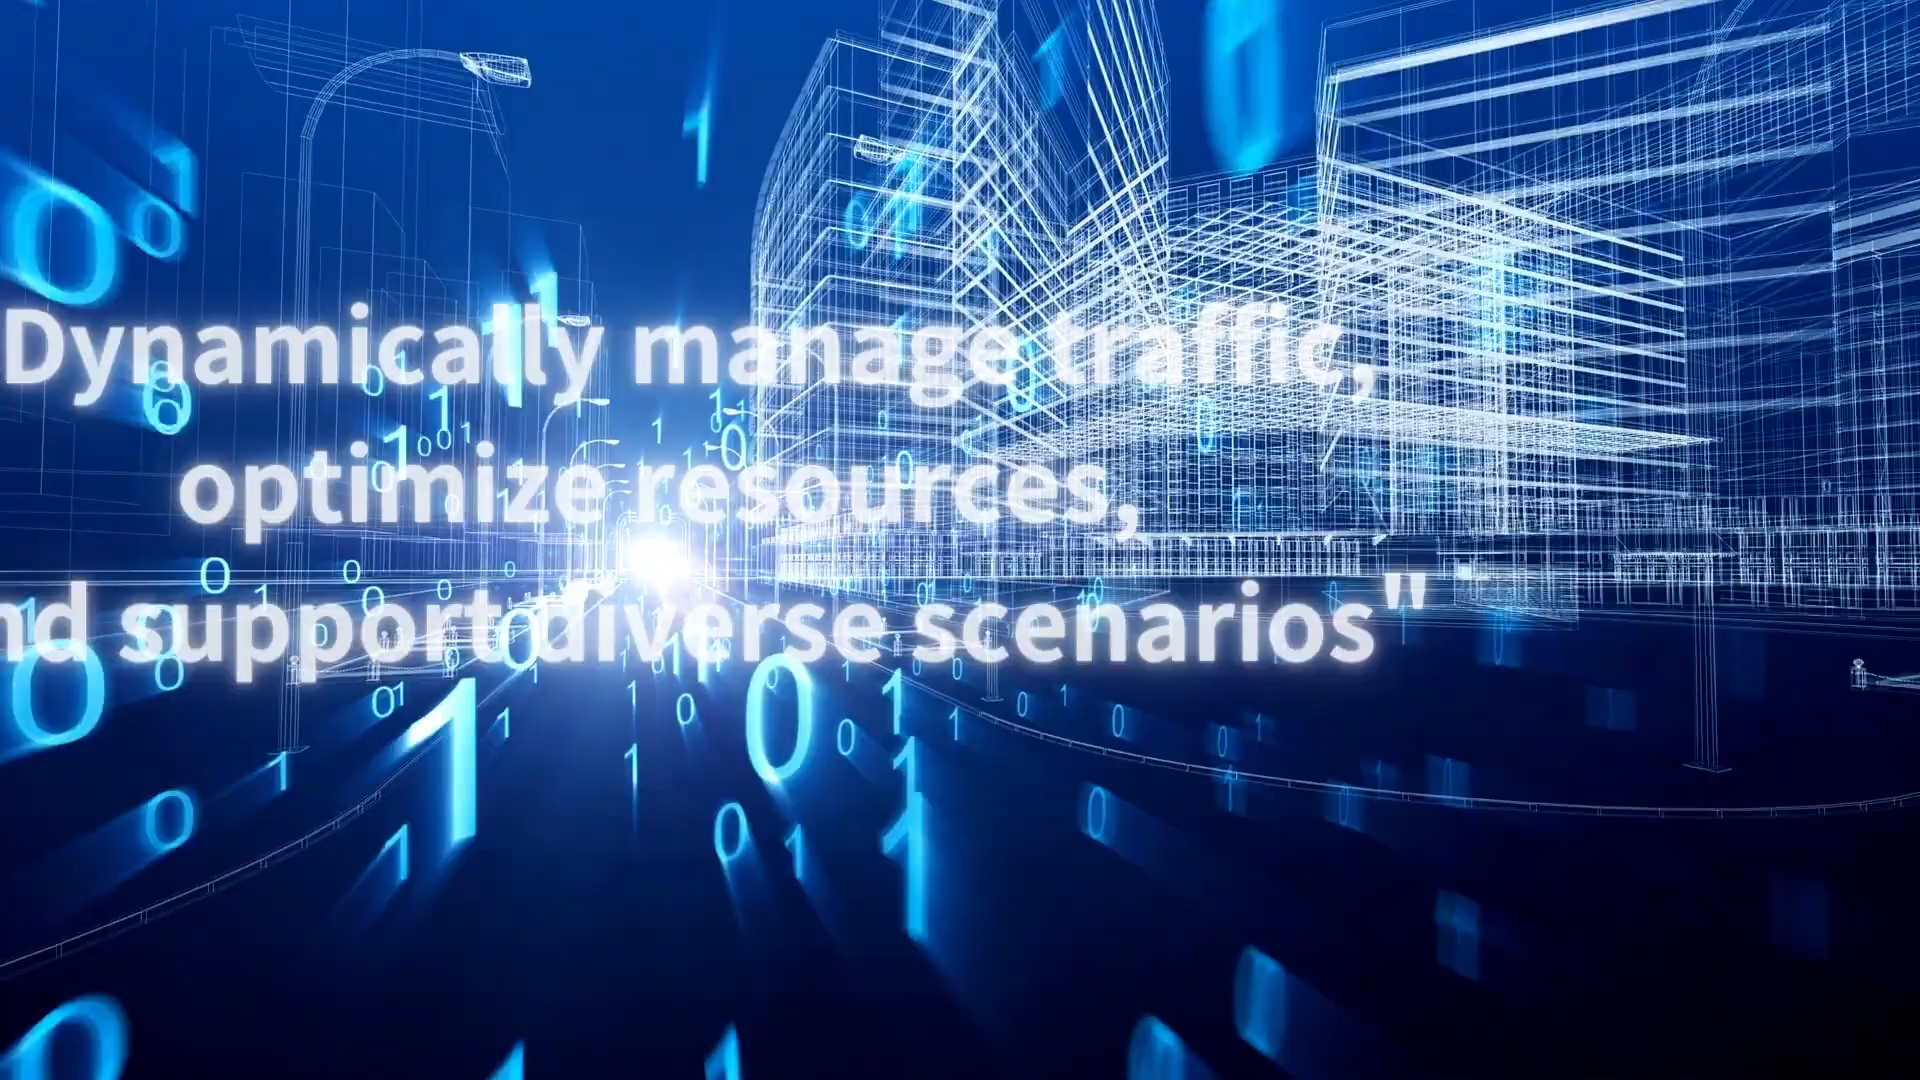 Dynamically manage traffic,
optimize resources,
nd support diverse scenarios"